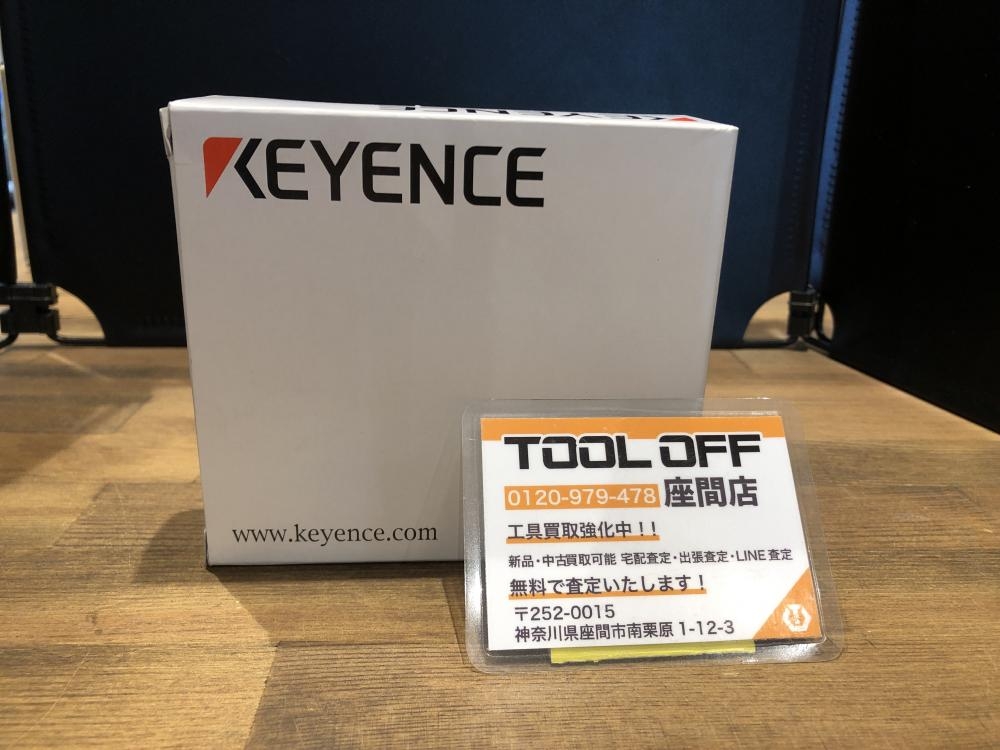 KEYENCE
KEYENCE
www.keyence.com
TOOL OFF
0120-979-478 座間店
工具買取強化中!!
新品・中古買取可能 宅配査定・出張査定・LINE査定
無料で査定いたします!
〒252-0015
神奈川県座間市南栗原1-12-3